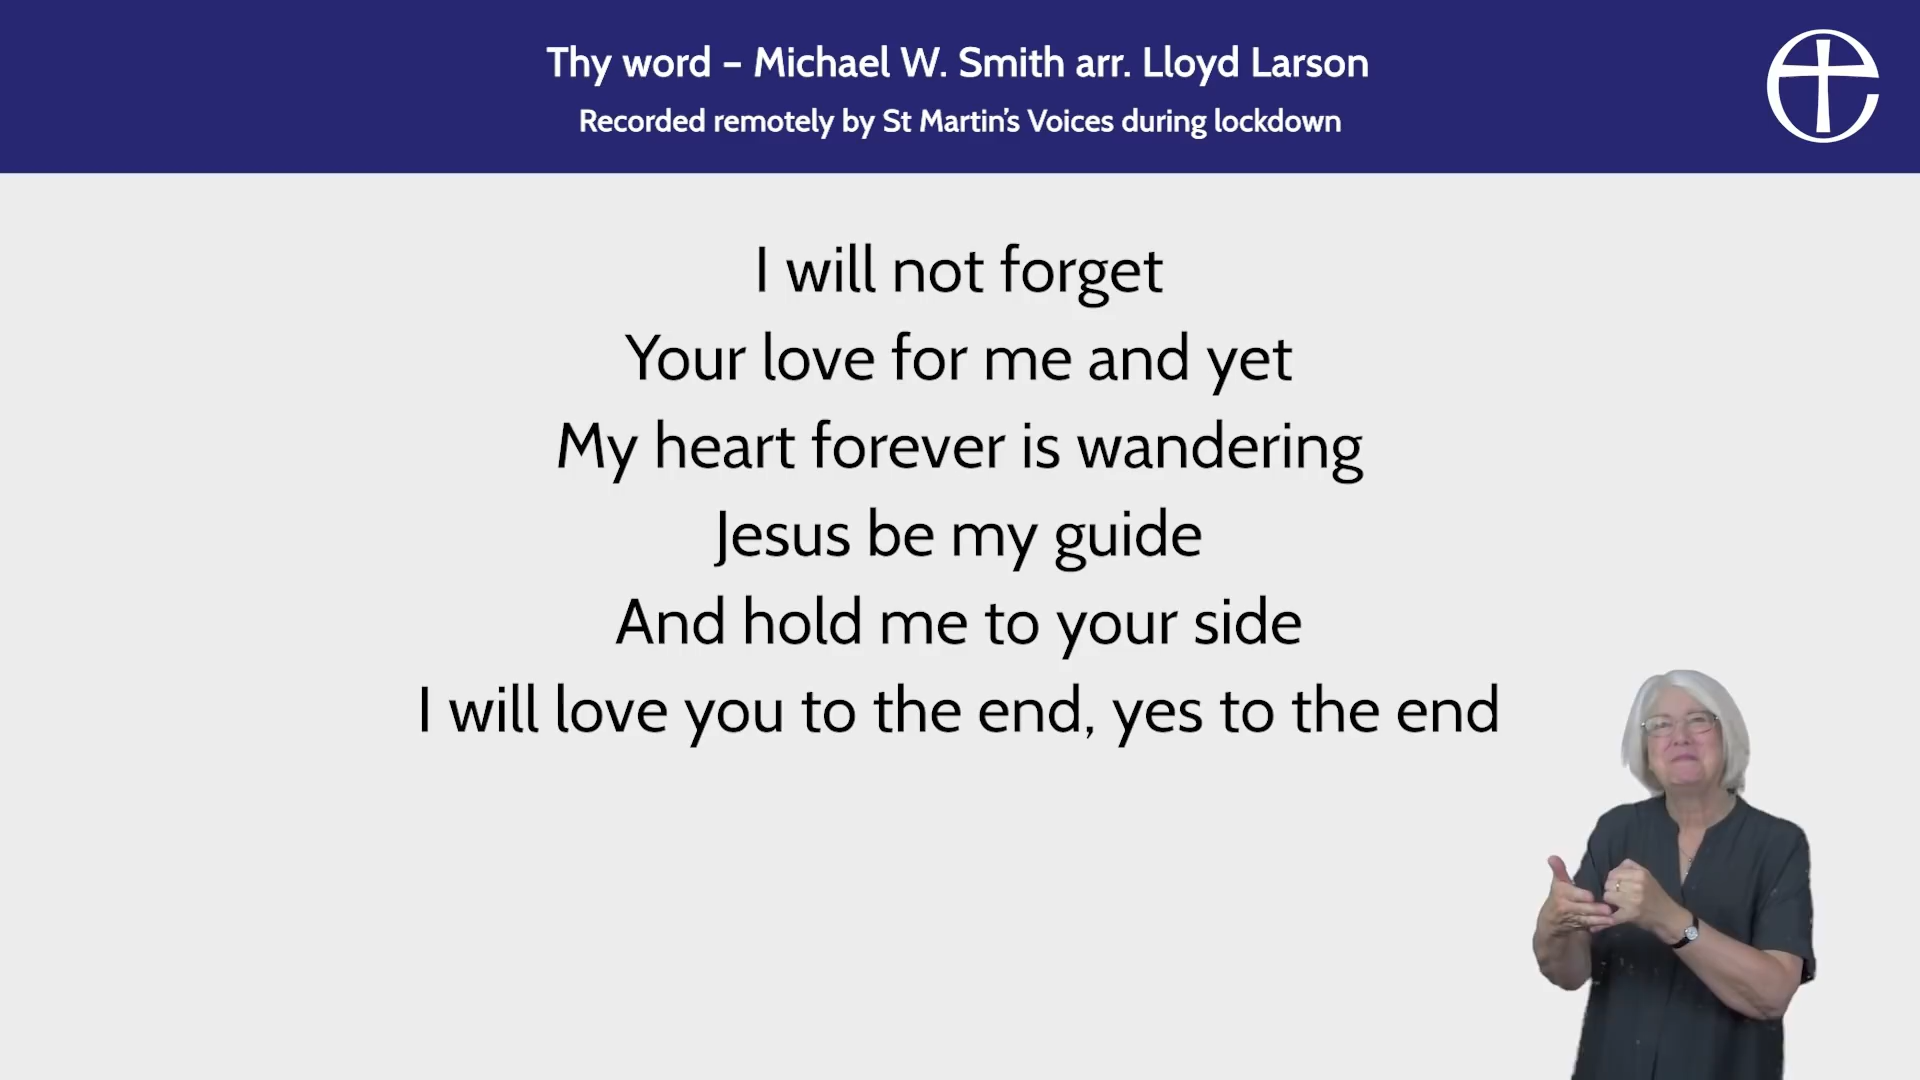 Thy word – Michael W. Smith arr. Lloyd Larson
Recorded remotely by St Martin's Voices during lockdown
I will not forget
Your love for me and yet
My heart forever is wandering
Jesus be my guide
And hold me to your side
I will love you to the end, yes to the end